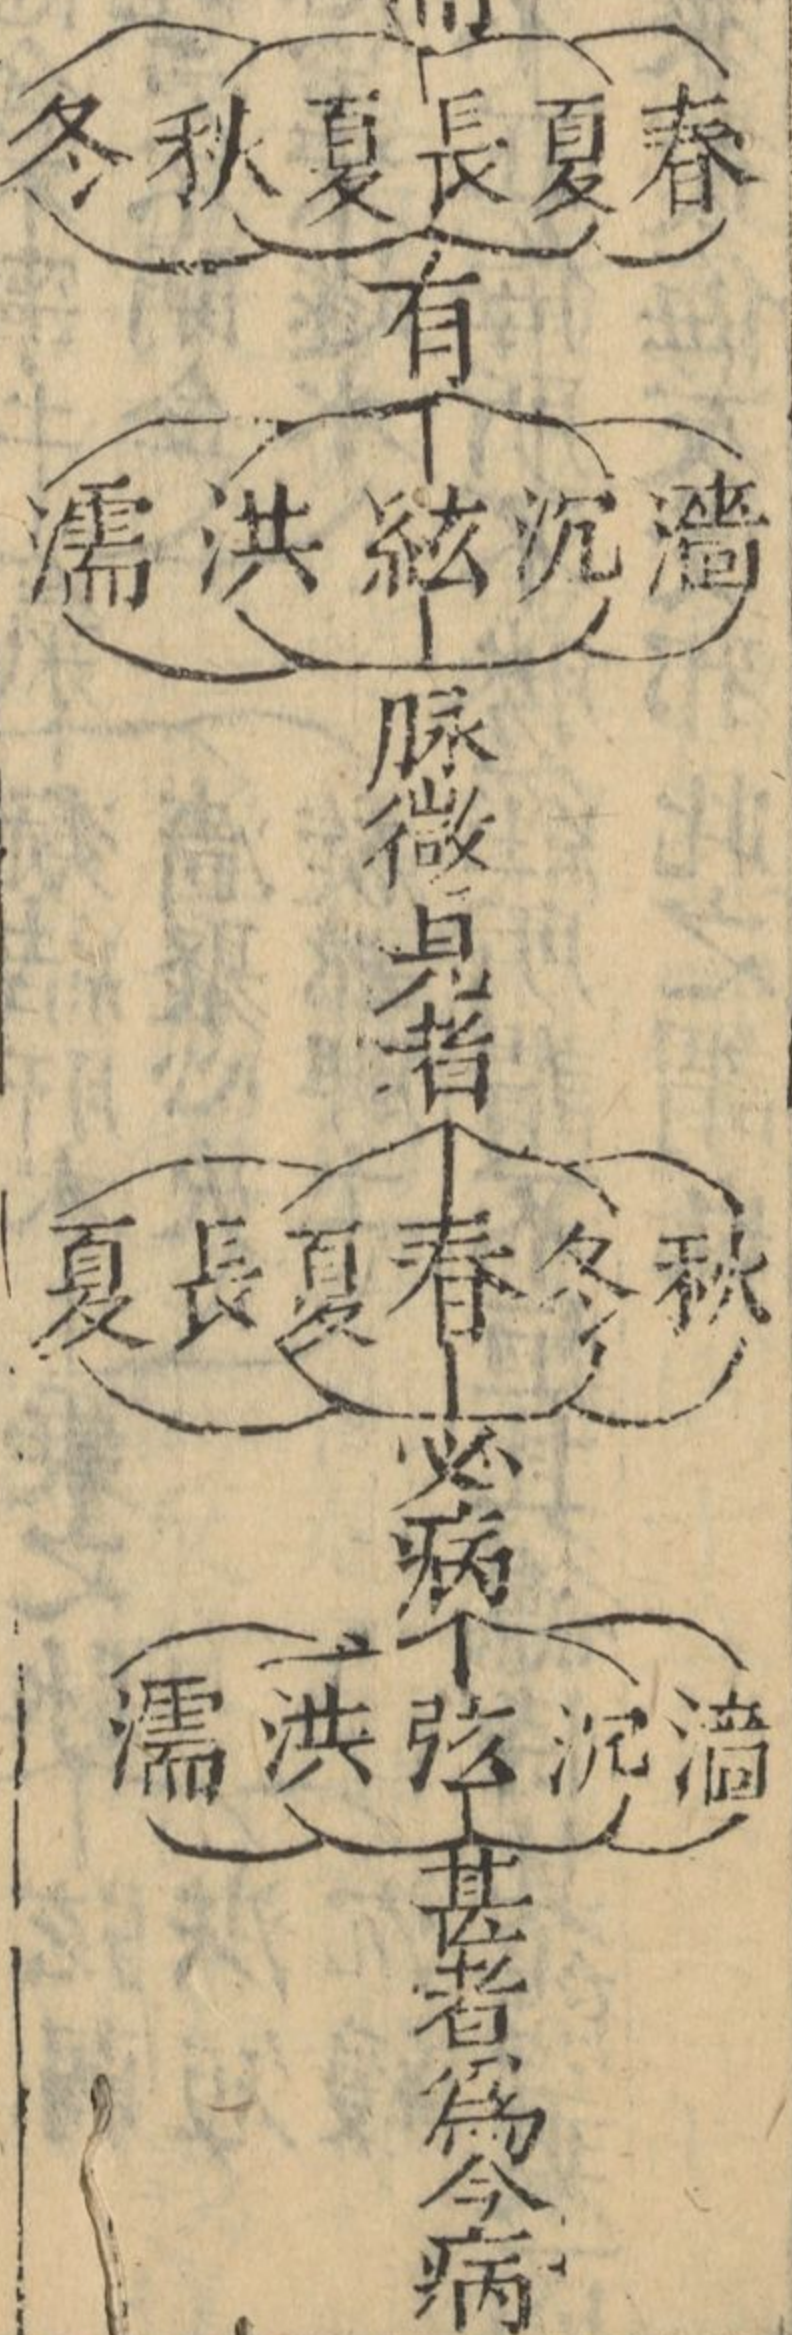 春 夏 長夏 秋 冬
有
濇 沉 絃 洪 濡
脉微見者
秋 冬 春 夏 長夏
必病
濇 沉 弦 洪 濡
甚者爲今病